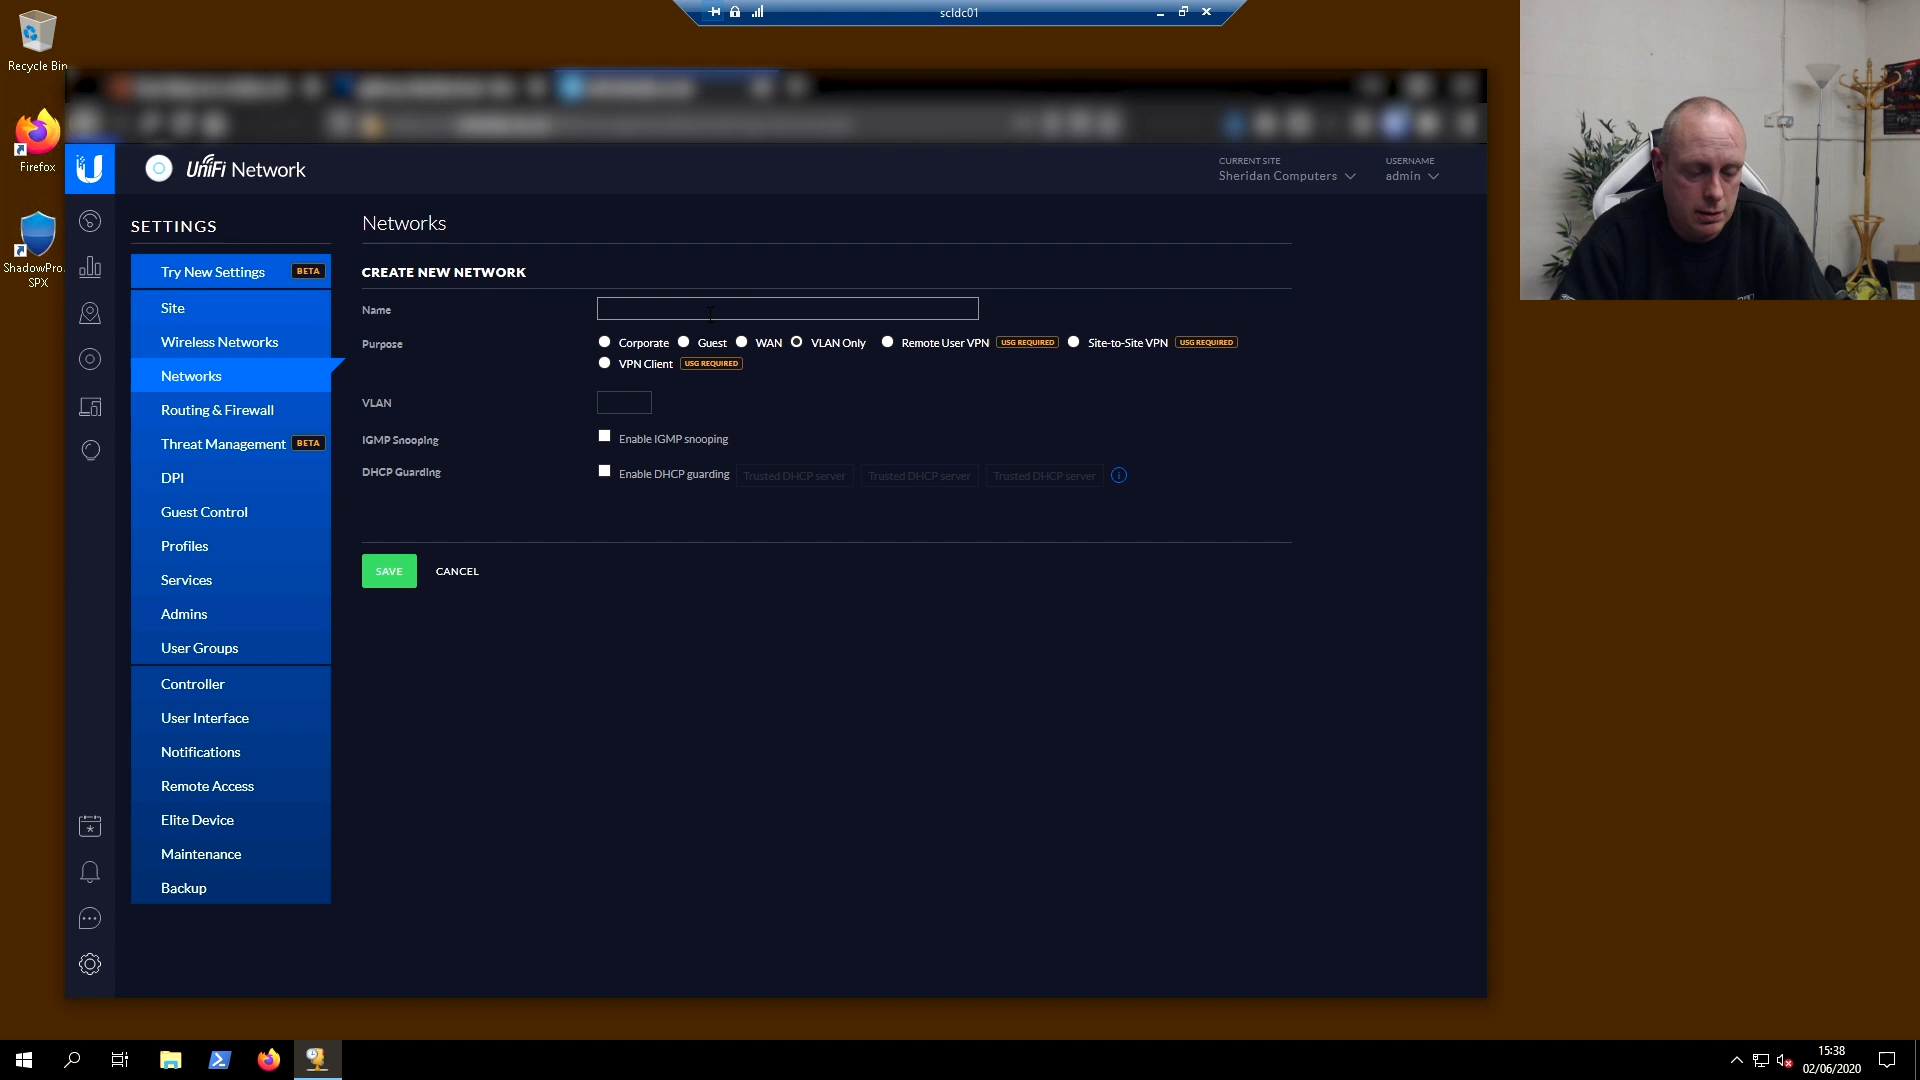 scldc01
Recycle Bin
Firefox
ShadowPro...
SPX
UniFi Network
CURRENT SITE
Sheridan Computers
USERNAME
admin
SETTINGS
Try New Settings BETA
Site
Wireless Networks
Networks
Routing & Firewall
Threat Management BETA
DPI
Guest Control
Profiles
Services
Admins
User Groups
Controller
User Interface
Notifications
Remote Access
Elite Device
Maintenance
Backup
Networks
CREATE NEW NETWORK
Name
Purpose
Corporate Guest WAN VLAN Only Remote User VPN USG REQUIRED Site-to-Site VPN USG REQUIRED
VPN Client USG REQUIRED
VLAN
IGMP Snooping
Enable IGMP snooping
DHCP Guarding
Enable DHCP guarding Trusted DHCP server Trusted DHCP server Trusted DHCP server
SAVE CANCEL
15:38
02/06/2020